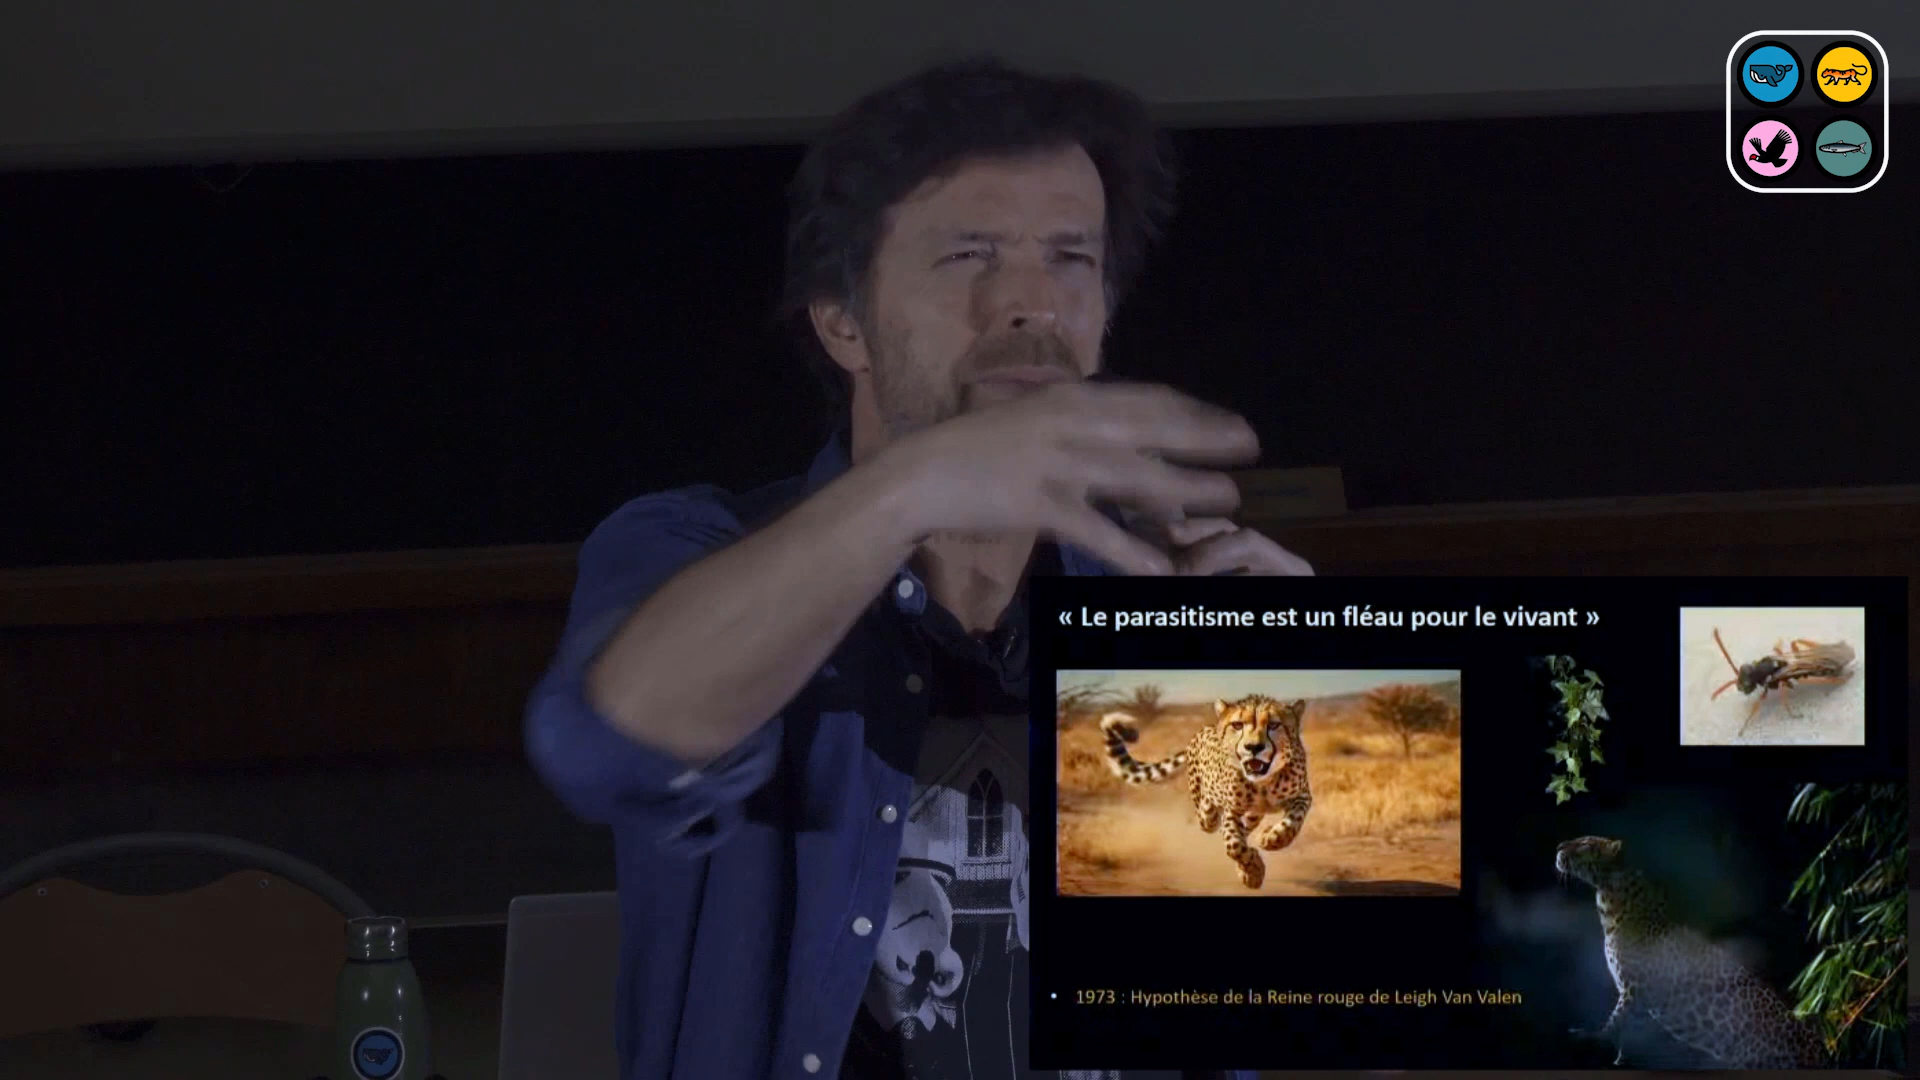 « Le parasitisme est un fléau pour le vivant »
• 1973 : Hypothèse de la Reine rouge de Leigh Van Valen